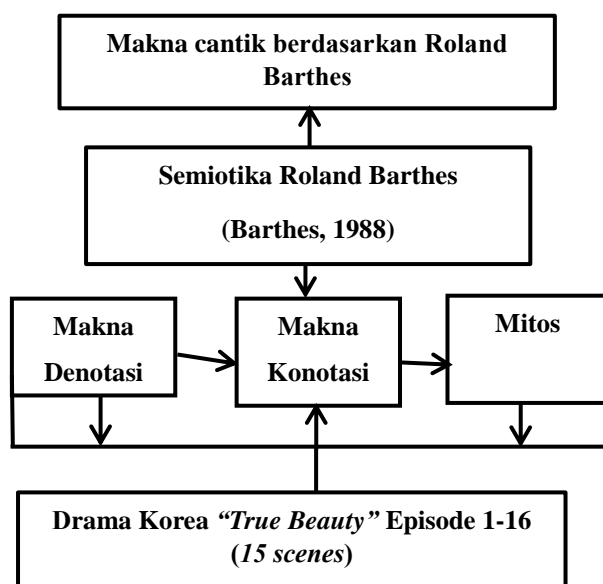 Makna cantik berdasarkan Roland
Barthes
Semiotika Roland Barthes
(Barthes, 1988)
Makna
Denotasi
Makna
Konotasi
Mitos
Drama Korea “True Beauty” Episode 1-16
(15 scenes)